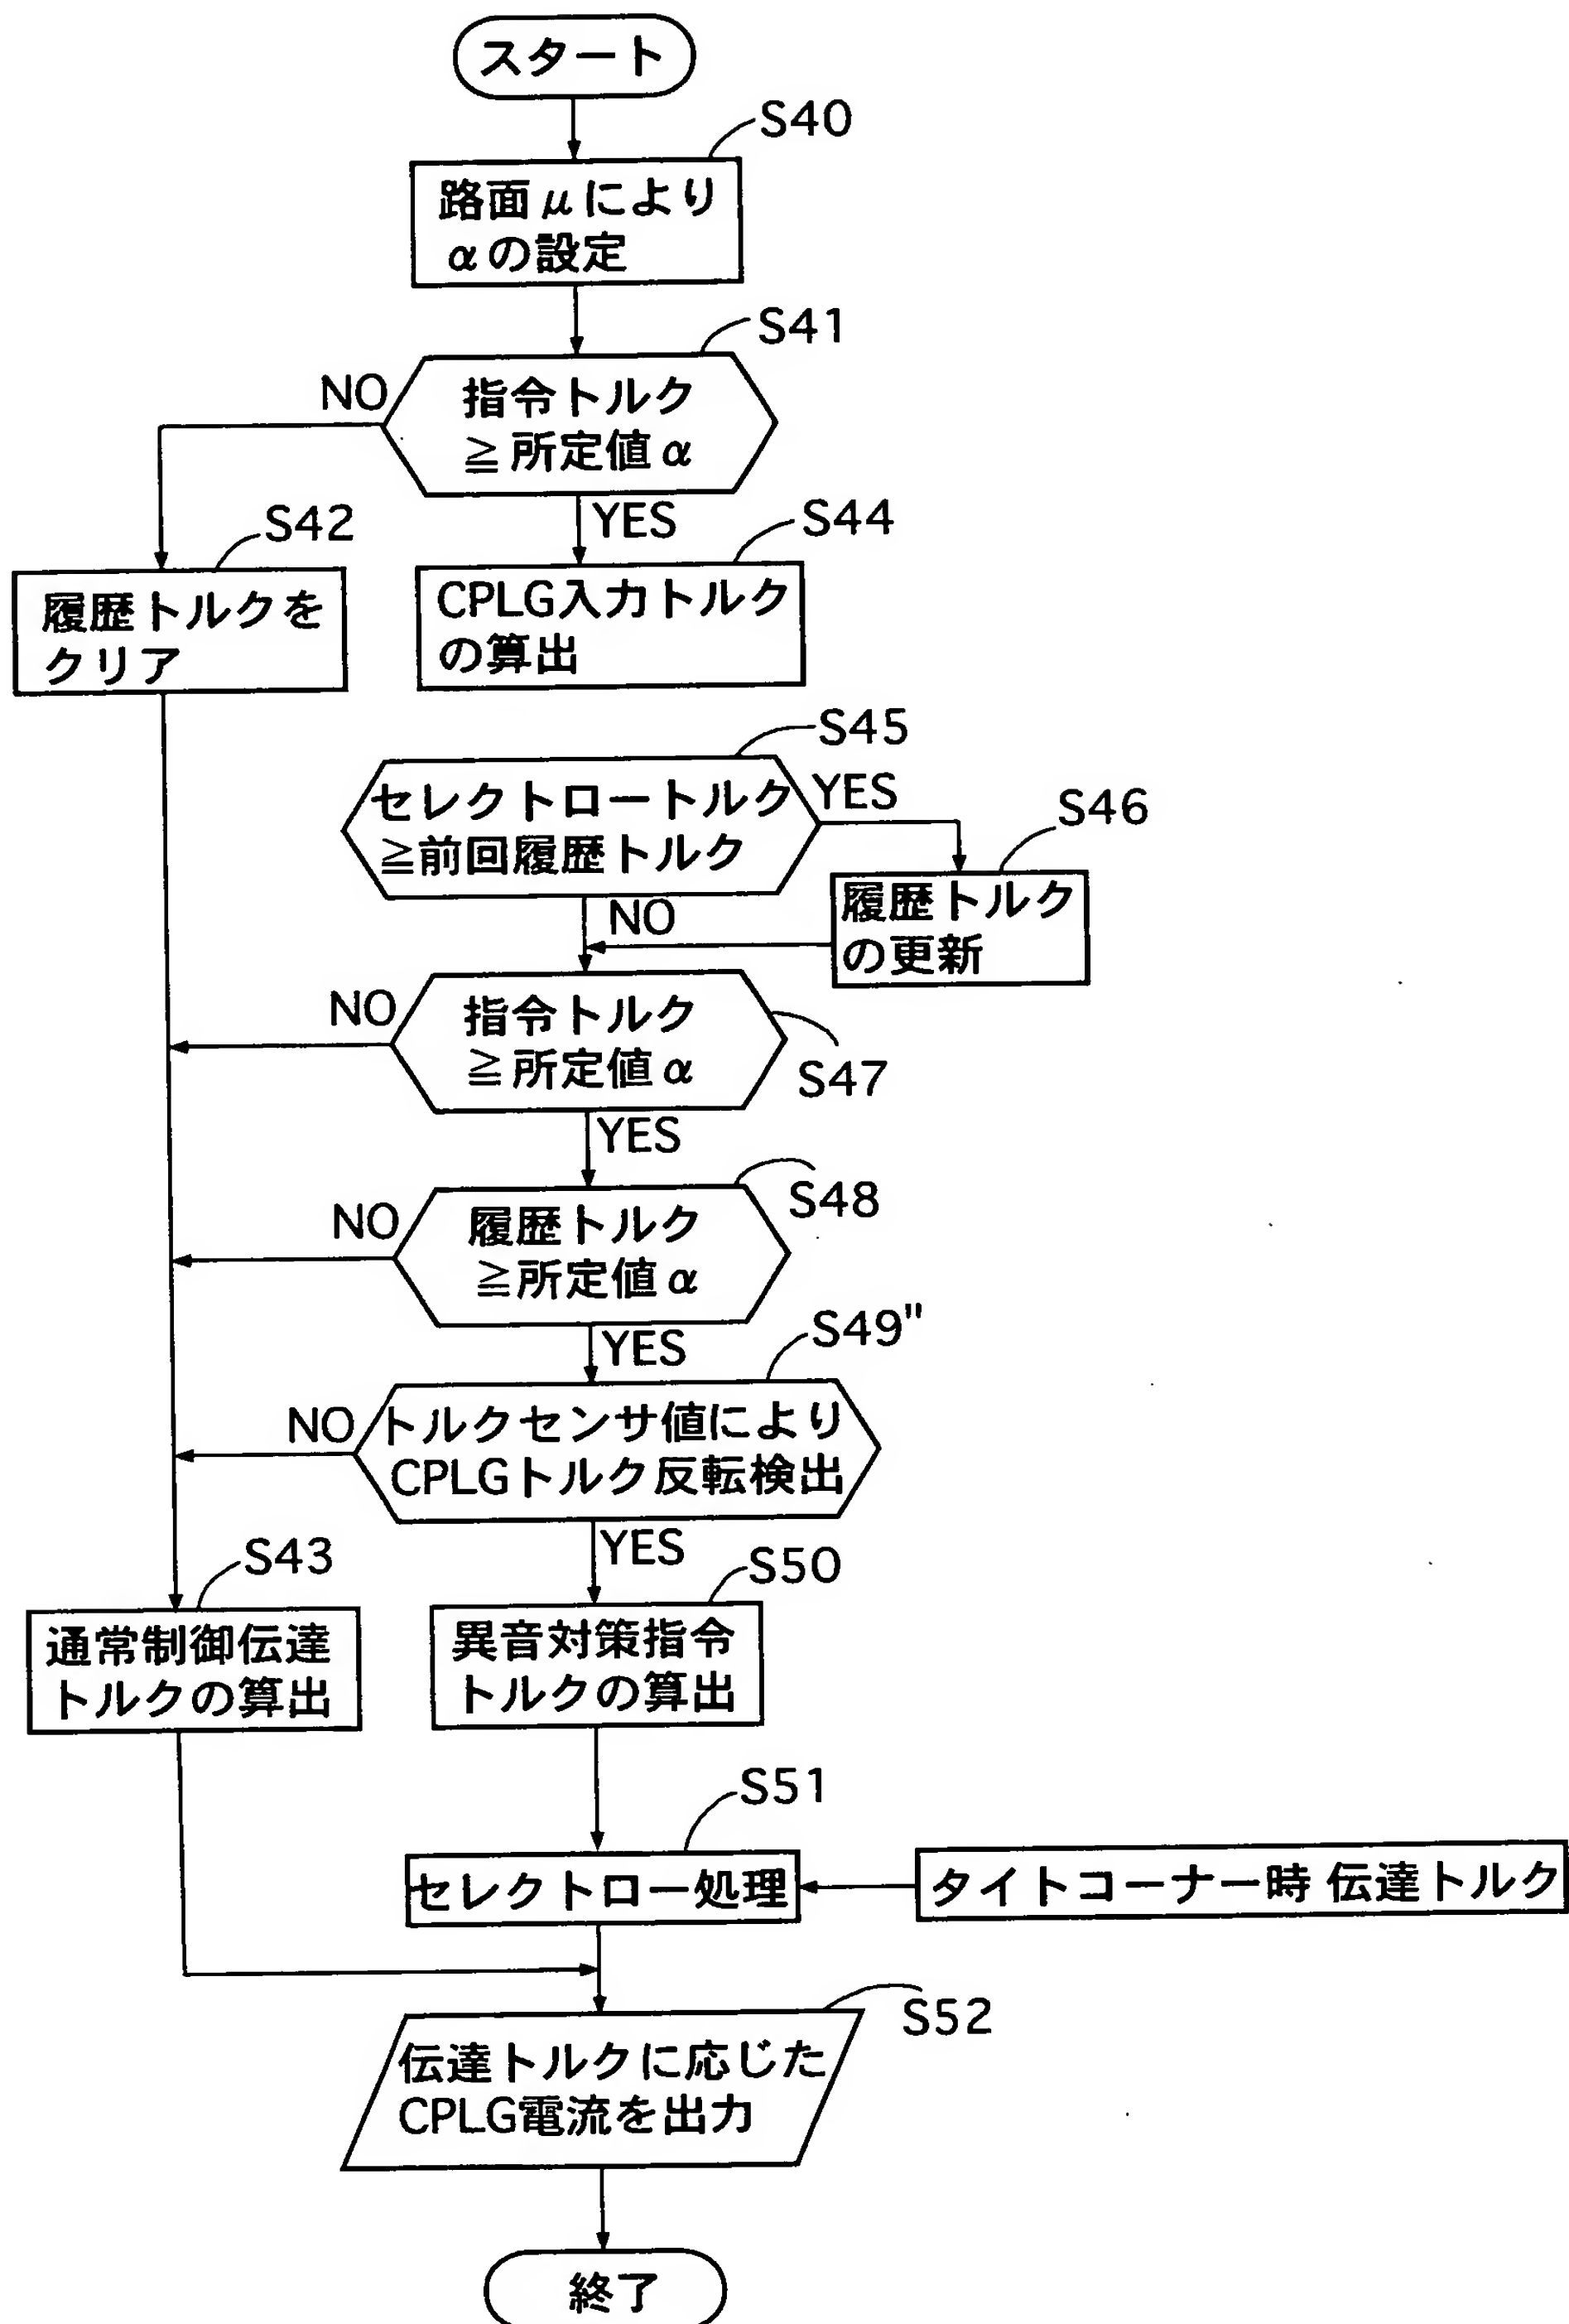 スタート
S40
路面μにより
αの設定
S41
指令トルク
≧所定値α
NO
YES
S42
履歴トルクを
クリア
S44
CPLG入力トルク
の算出
S45
セレクトロートルク
≧前回履歴トルク
YES
NO
S46
履歴トルク
の更新
指令トルク
≧所定値α
NO
S47
YES
S48
履歴トルク
≧所定値α
NO
YES
S49"
トルクセンサ値により
CPLGトルク反転検出
NO
YES
S43
通常制御伝達
トルクの算出
S50
異音対策指令
トルクの算出
S51
セレクトロー処理
タイトコーナー時 伝達トルク
S52
伝達トルクに応じた
CPLG電流を出力
終了